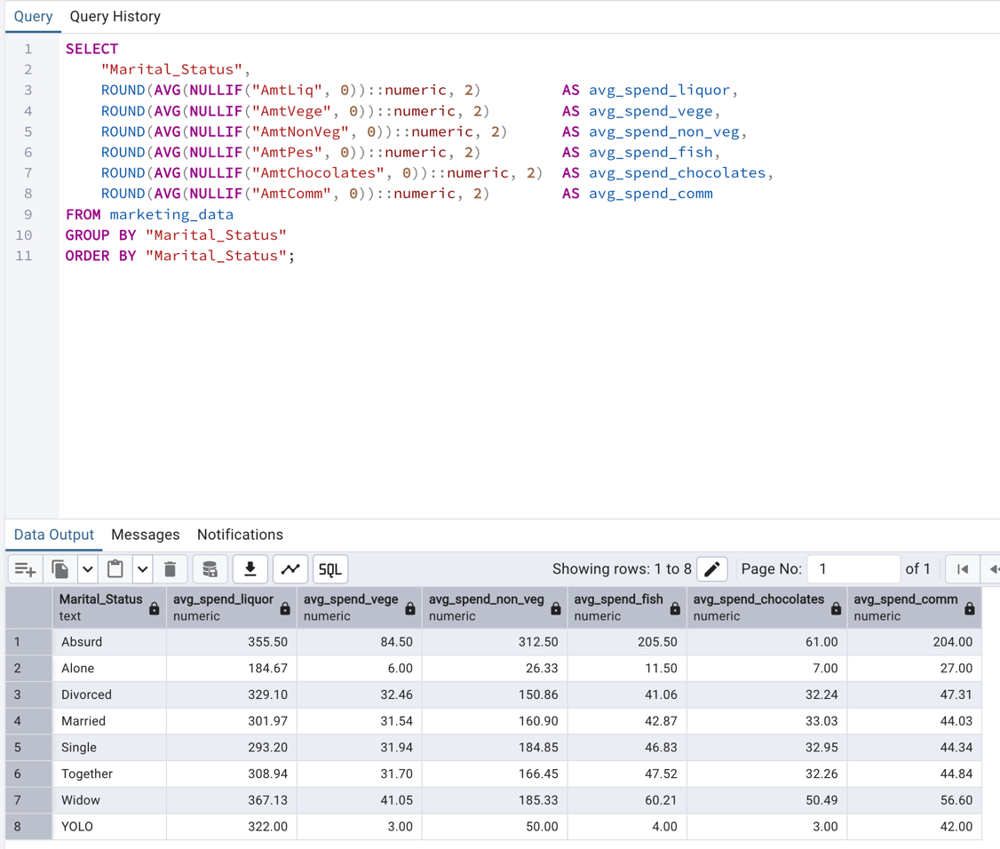 Query Query History
1 SELECT
2 "Marital_Status",
3 ROUND(AVG(NULLIF("AmtLiq", 0))::numeric, 2) AS avg_spend_liquor,
4 ROUND(AVG(NULLIF("AmtVege", 0))::numeric, 2) AS avg_spend_vege,
5 ROUND(AVG(NULLIF("AmtNonVeg", 0))::numeric, 2) AS avg_spend_non_veg,
6 ROUND(AVG(NULLIF("AmtPes", 0))::numeric, 2) AS avg_spend_fish,
7 ROUND(AVG(NULLIF("AmtChocolates", 0))::numeric, 2) AS avg_spend_chocolates,
8 ROUND(AVG(NULLIF("AmtComm", 0))::numeric, 2) AS avg_spend_comm
9 FROM marketing_data
10 GROUP BY "Marital_Status"
11 ORDER BY "Marital_Status";
Data Output Messages Notifications
SQL Showing rows: 1 to 8 Page No: 1 of 1
Marital_Status avg_spend_liquor avg_spend_vege avg_spend_non_veg avg_spend_fish avg_spend_chocolates avg_spend_comm
text numeric numeric numeric numeric numeric numeric
1 Absurd 355.50 84.50 312.50 205.50 61.00 204.00
2 Alone 184.67 6.00 26.33 11.50 7.00 27.00
3 Divorced 329.10 32.46 150.86 41.06 32.24 47.31
4 Married 301.97 31.54 160.90 42.87 33.03 44.03
5 Single 293.20 31.94 184.85 46.83 32.95 44.34
6 Together 308.94 31.70 166.45 47.52 32.26 44.84
7 Widow 367.13 41.05 185.33 60.21 50.49 56.60
8 YOLO 322.00 3.00 50.00 4.00 3.00 42.00